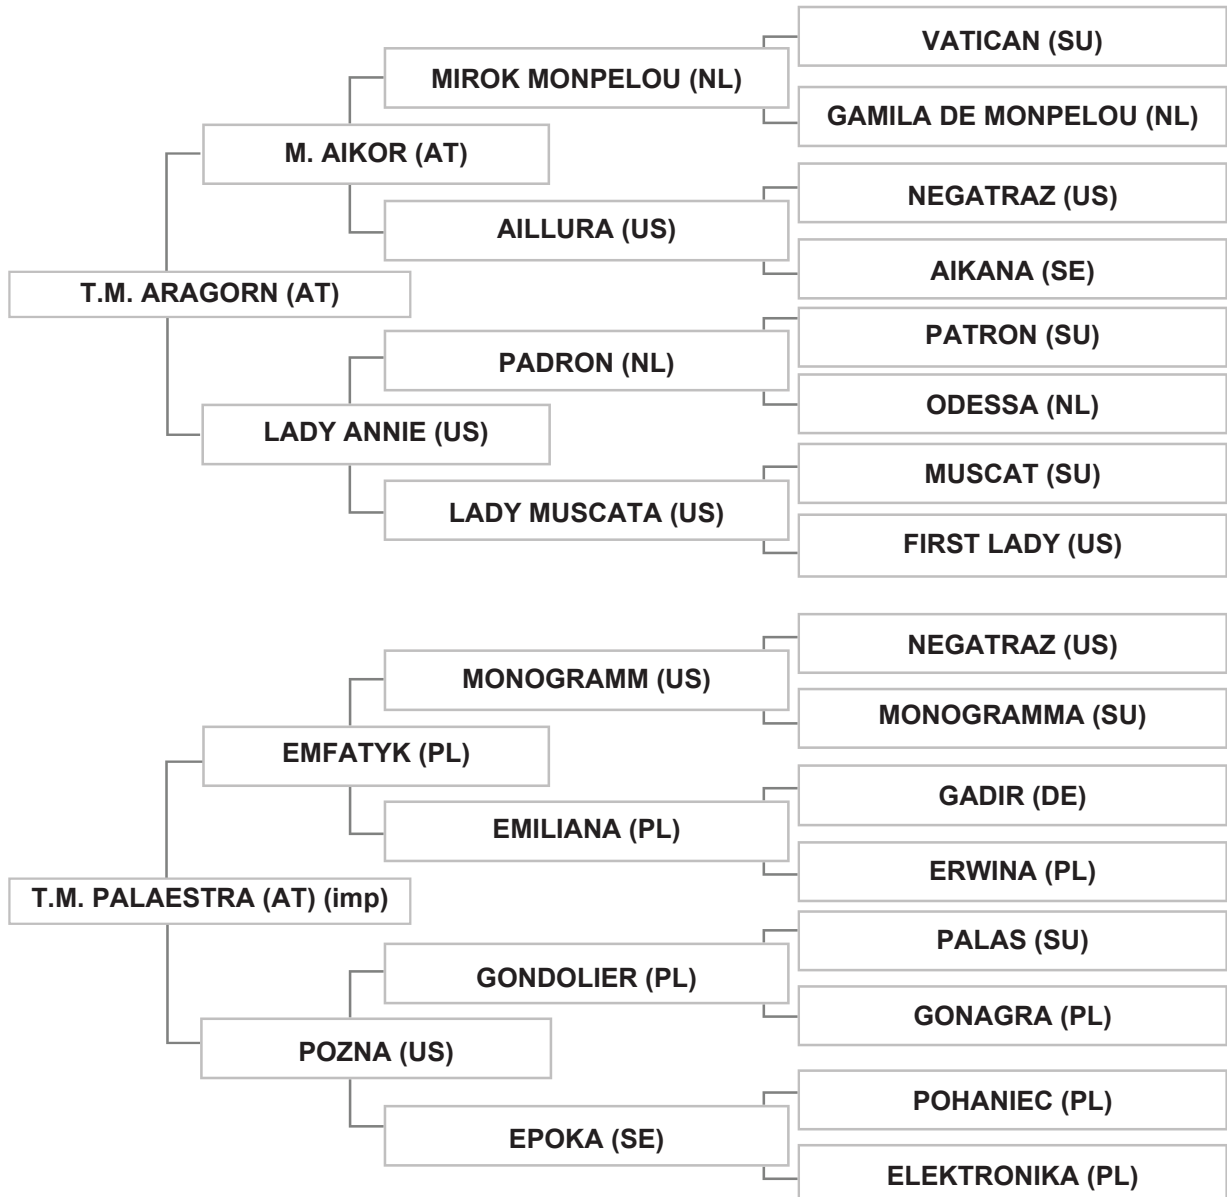 VATICAN (SU)
MIROK MONPELOU (NL)
GAMILA DE MONPELOU (NL)
M. AIKOR (AT)
NEGATRAZ (US)
AILLURA (US)
AIKANA (SE)
T.M. ARAGORN (AT)
PATRON (SU)
PADRON (NL)
ODESSA (NL)
LADY ANNIE (US)
MUSCAT (SU)
LADY MUSCATA (US)
FIRST LADY (US)
NEGATRAZ (US)
MONOGRAMM (US)
MONOGRAMMA (SU)
EMFATYK (PL)
GADIR (DE)
EMILIANA (PL)
ERWINA (PL)
T.M. PALAESTRA (AT) (imp)
PALAS (SU)
GONDOLIER (PL)
GONAGRA (PL)
POZNA (US)
POHANIEC (PL)
EPOKA (SE)
ELEKTRONIKA (PL)